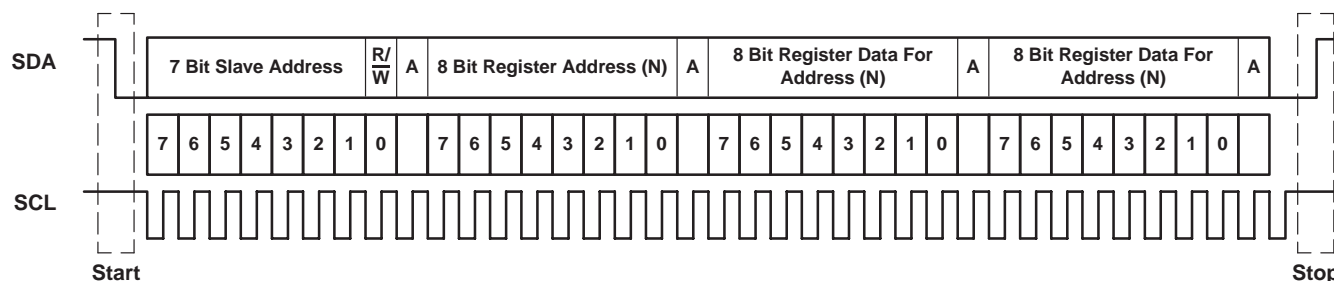 SDA
7 Bit Slave Address
R/
W
A
8 Bit Register Address (N)
A
8 Bit Register Data For
Address (N)
A
8 Bit Register Data For
Address (N)
A
7 6 5 4 3 2 1 0 7 6 5 4 3 2 1 0 7 6 5 4 3 2 1 0 7 6 5 4 3 2 1 0
SCL
Start
Stop